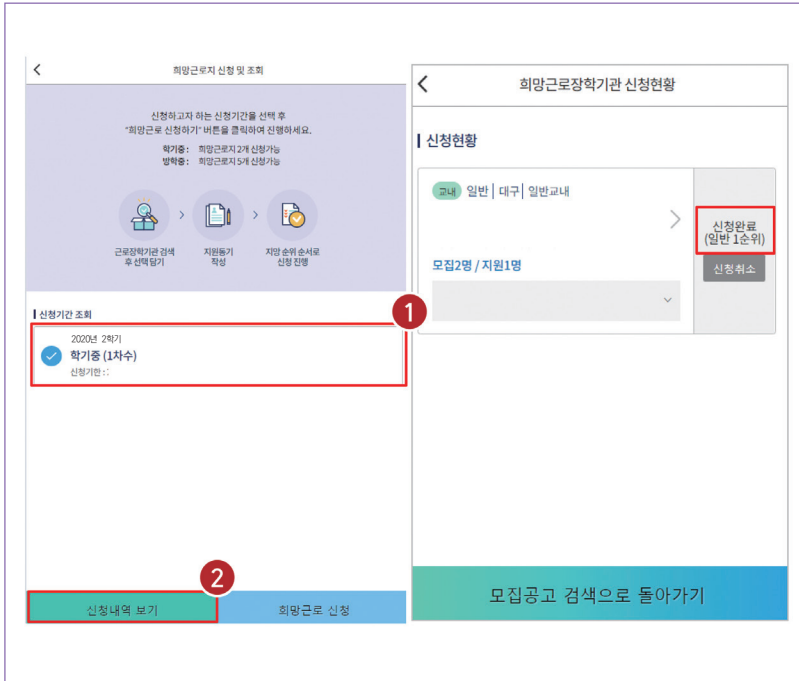 희망근로지 신청 및 조회
신청하고자 하는 신청기간을 선택 후
"희망근로 신청하기" 버튼을 클릭하여 진행하세요.
학기중 : 희망근로지 2개 신청가능
방학중 : 희망근로지 5개 신청가능
근로장학기관 검색
후 선택 담기
지원동기
작성
지망 순위 순서로
신청 진행
신청기간 조회
1
2020년 2학기
학기중 (1차수)
신청기한 : :
2
신청내역 보기
희망근로 신청
희망근로장학기관 신청현황
신청현황
교내 일반 | 대구 | 일반교내
신청완료
(일반 1순위)
모집2명 / 지원1명
신청취소
모집공고 검색으로 돌아가기